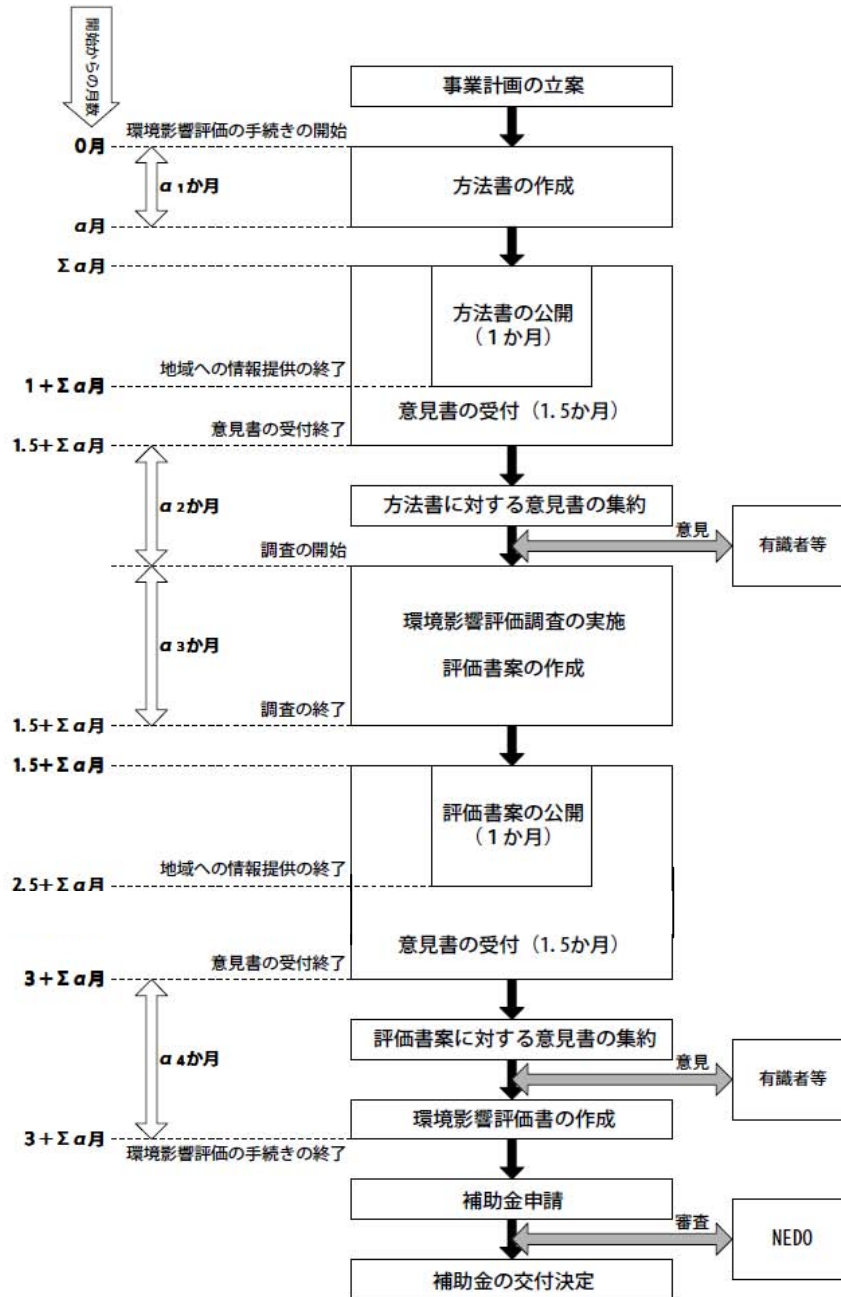 開始からの月数
事業計画の立案
環境影響評価の手続きの開始
0月
α1か月
方法書の作成
α月
Σα月
方法書の公開
(1か月)
地域への情報提供の終了
1+Σα月
意見書の受付(1.5か月)
意見書の受付終了
1.5+Σα月
α2か月
方法書に対する意見書の集約
意見
有識者等
調査の開始
α3か月
環境影響評価調査の実施
評価書案の作成
調査の終了
1.5+Σα月
1.5+Σα月
評価書案の公開
(1か月)
地域への情報提供の終了
2.5+Σα月
意見書の受付(1.5か月)
意見書の受付終了
3+Σα月
α4か月
評価書案に対する意見書の集約
意見
有識者等
環境影響評価書の作成
3+Σα月
環境影響評価の手続きの終了
補助金申請
審査
NEDO
補助金の交付決定